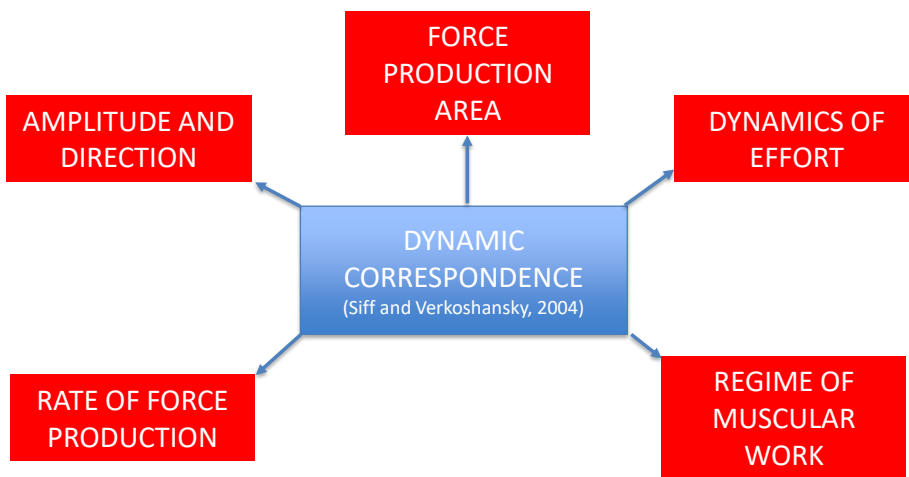 FORCE
PRODUCTION
AREA
AMPLITUDE AND
DIRECTION
DYNAMICS OF
EFFORT
DYNAMIC
CORRESPONDENCE
(Siff and Verkoshansky, 2004)
RATE OF FORCE
PRODUCTION
REGIME OF
MUSCULAR
WORK